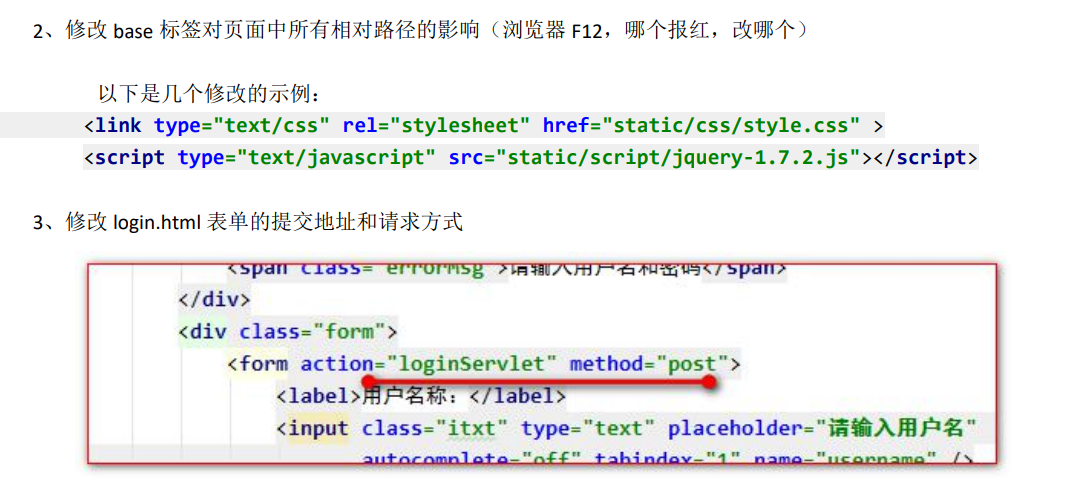 2、修改 base 标签对页面中所有相对路径的影响（浏览器 F12，哪个报红，改哪个）
以下是几个修改的示例：
<link type="text/css" rel="stylesheet" href="static/css/style.css" >
<script type="text/javascript" src="static/script/jquery-1.7.2.js"></script>
3、修改 login.html 表单的提交地址和请求方式
<span class="errorMsg">请输入用户名和密码</span>
</div>
<div class="form">
<form action="loginServlet" method="post">
<label>用户名称：</label>
<input class="itxt" type="text" placeholder="请输入用户名"
autocomplete="off" tabindex="1" name="username" />